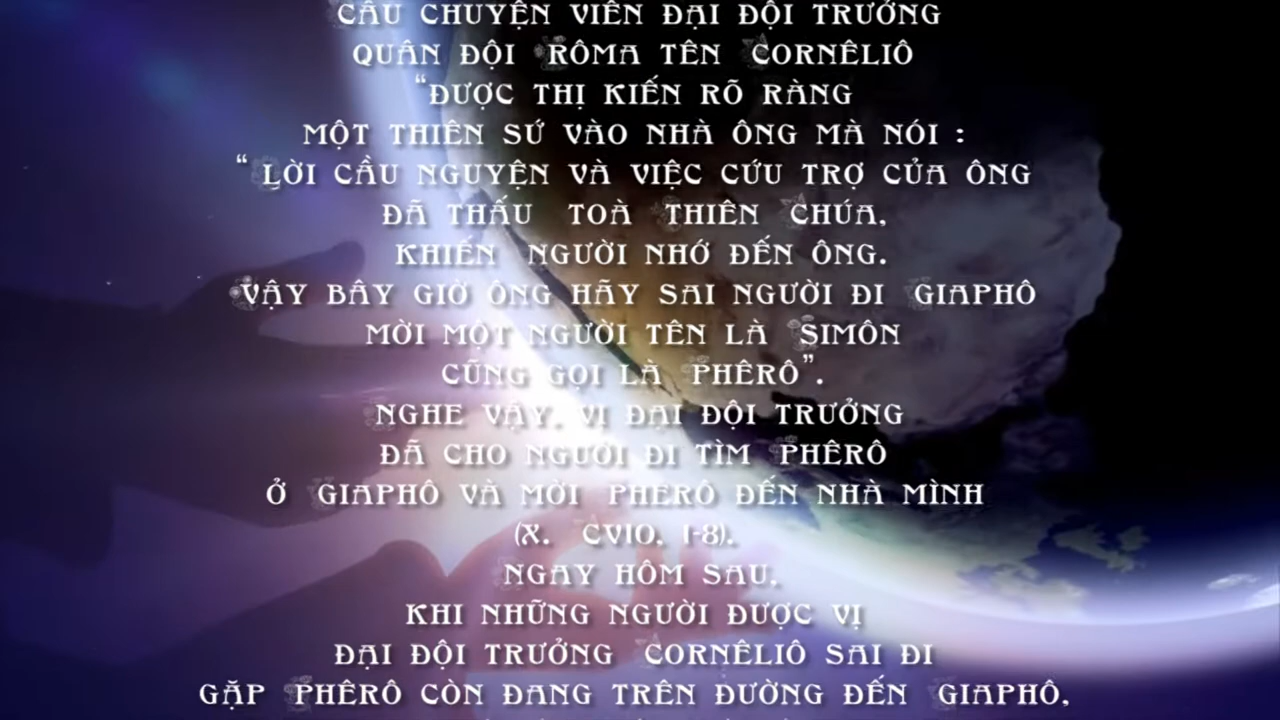 CÂU CHUYỆN VIÊN ĐẠI ĐỘI TRƯỞNG
QUÂN ĐỘI RÔMA TÊN CORNÊLIÔ
“ĐƯỢC THỊ KIẾN RÕ RÀNG
MỘT THIÊN SỨ VÀO NHÀ ÔNG MÀ NÓI :
“ LỜI CẦU NGUYỆN VÀ VIỆC CỨU TRỢ CỦA ÔNG
ĐÃ THẤU TOÀ THIÊN CHÚA,
KHIẾN NGƯỜI NHỚ ĐẾN ÔNG.
VẬY BÂY GIỜ ÔNG HÃY SAI NGƯỜI ĐI GIAPHÔ
MỜI MỘT NGƯỜI TÊN LÀ SIMÔN
CŨNG GỌI LÀ PHÊRÔ”.
NGHE VẬY, VỊ ĐẠI ĐỘI TRƯỞNG
ĐÃ CHO NGƯỜI ĐI TÌM PHÊRÔ
Ở GIAPHÔ VÀ MỜI PHÊRÔ ĐẾN NHÀ MÌNH
(X. CV10, 1-8).
NGAY HÔM SAU,
KHI NHỮNG NGƯỜI ĐƯỢC VỊ
ĐẠI ĐỘI TRƯỞNG CORNÊLIÔ SAI ĐI
GẶP PHÊRÔ CÒN ĐANG TRÊN ĐƯỜNG ĐẾN GIAPHÔ,